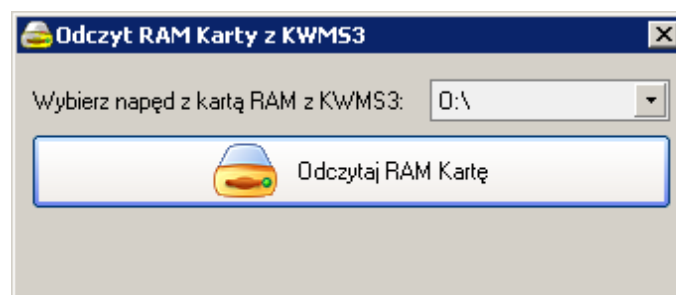 Odczyt RAM Karty z KWMS3
Wybierz napęd z kartą RAM z KWMS3: O:\
Odczytaj RAM Kartę